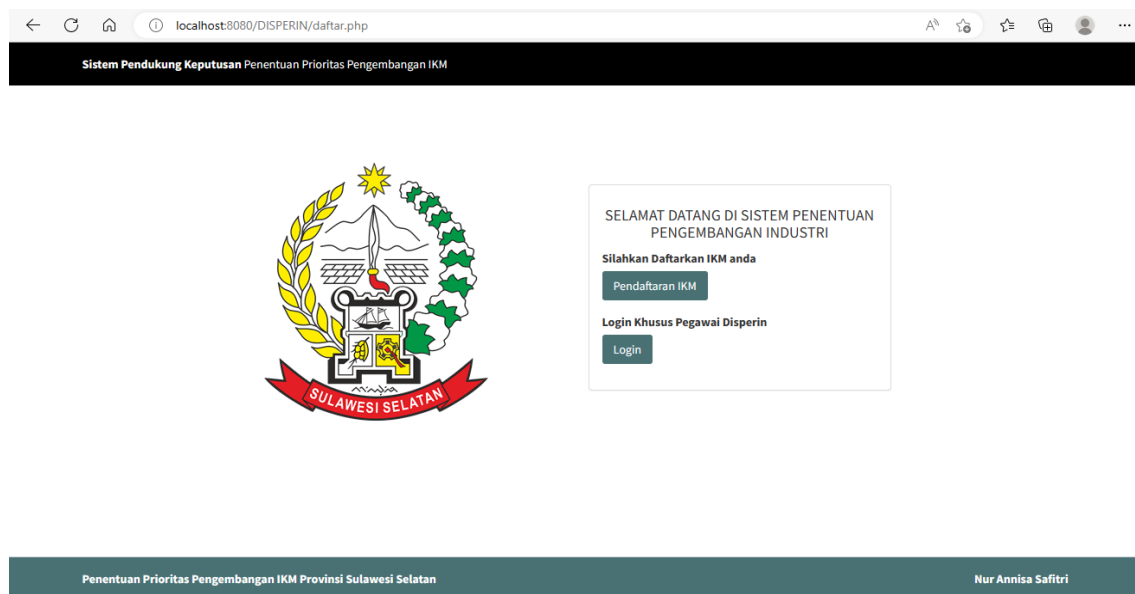 localhost:8080/DISPERIN/daftar.php
Sistem Pendukung Keputusan Penentuan Prioritas Pengembangan IKM
SULAWESI SELATAN
SELAMAT DATANG DI SISTEM PENENTUAN
PENGEMBANGAN INDUSTRI
Silahkan Daftarkan IKM anda
Pendaftaran IKM
Login Khusus Pegawai Disperin
Login
Penentuan Prioritas Pengembangan IKM Provinsi Sulawesi Selatan
Nur Annisa Safitri